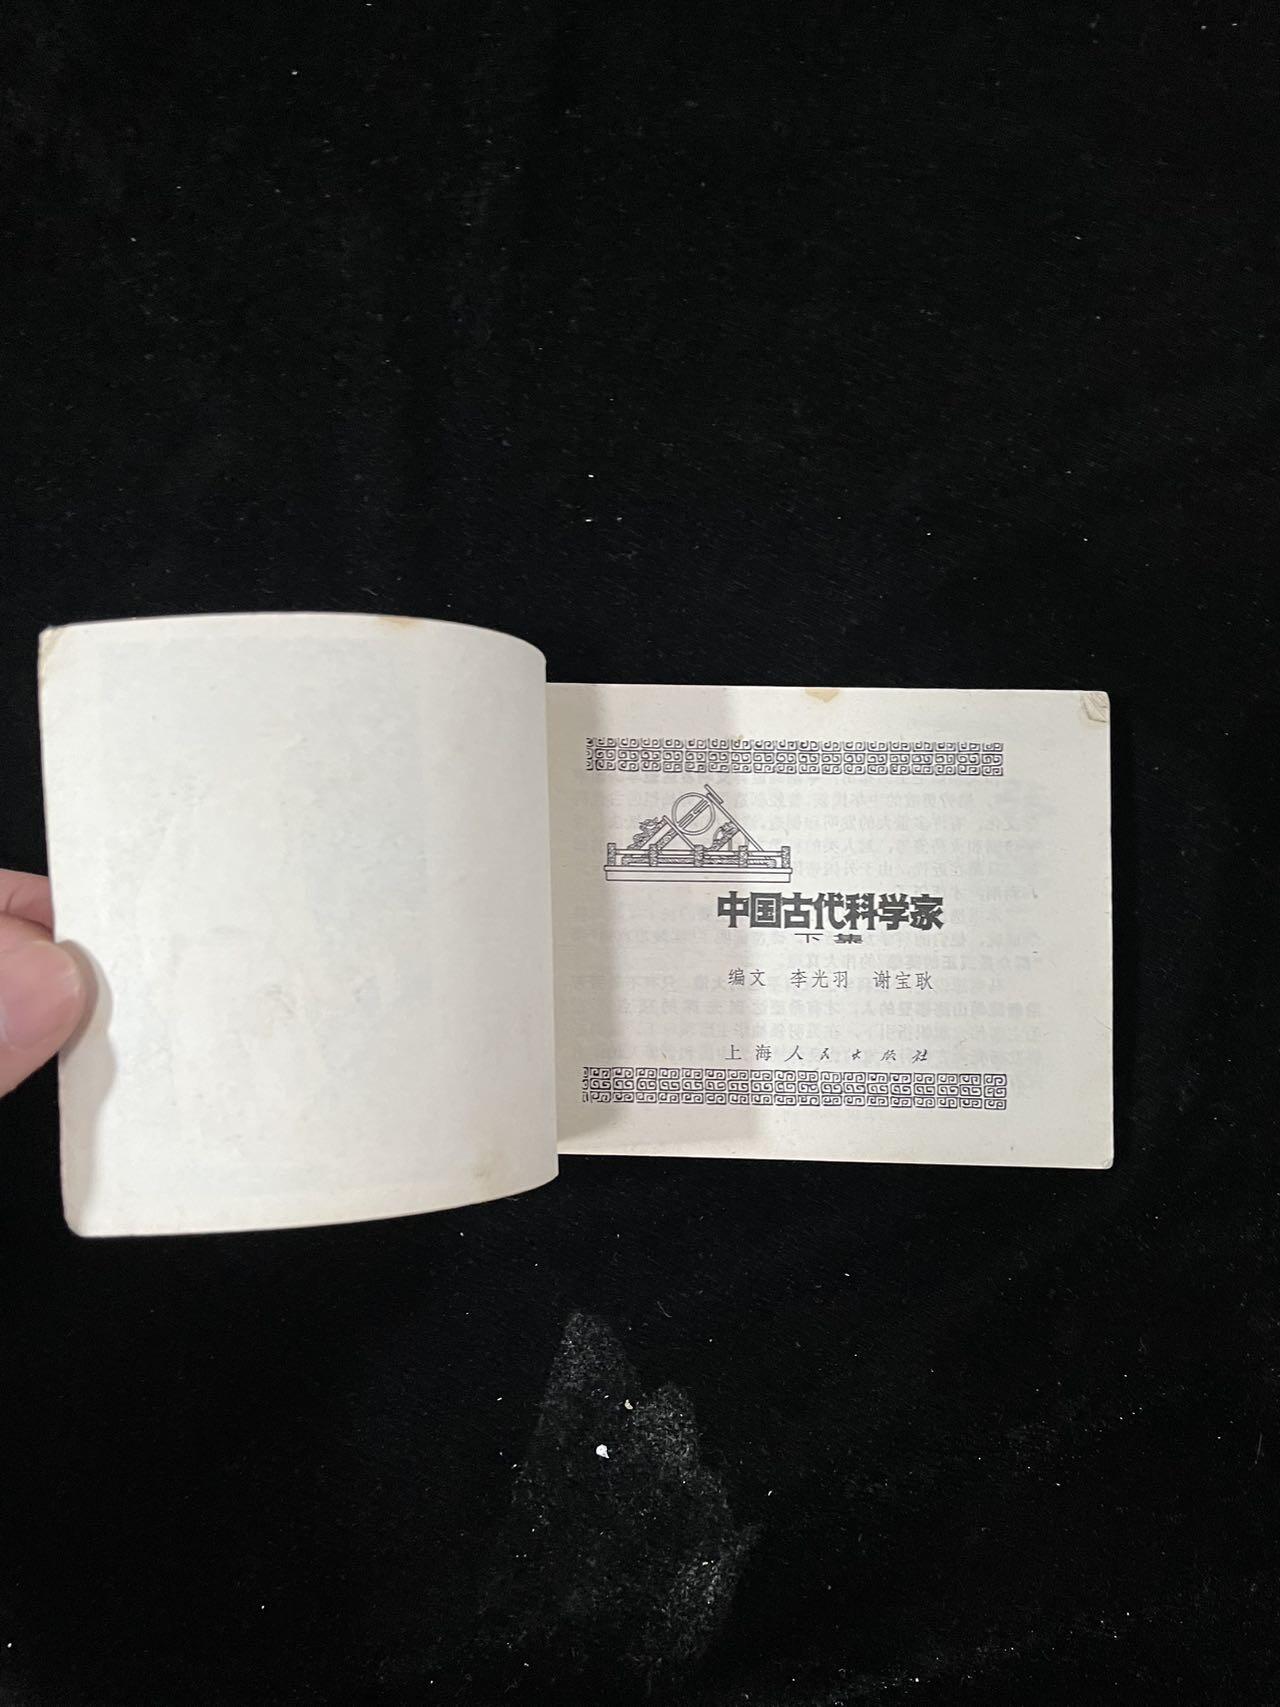 中国古代科学家
下集
编文 李光羽 谢宝耿
上海人民出版社